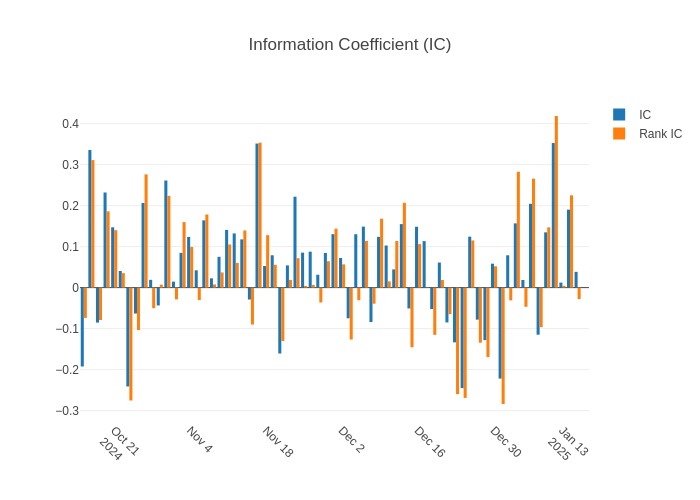 Information Coefficient (IC)
IC
Rank IC
0.4
0.3
0.2
0.1
0
−0.1
−0.2
−0.3
Oct 21
2024
Nov 4
Nov 18
Dec 2
Dec 16
Dec 30
Jan 13
2025